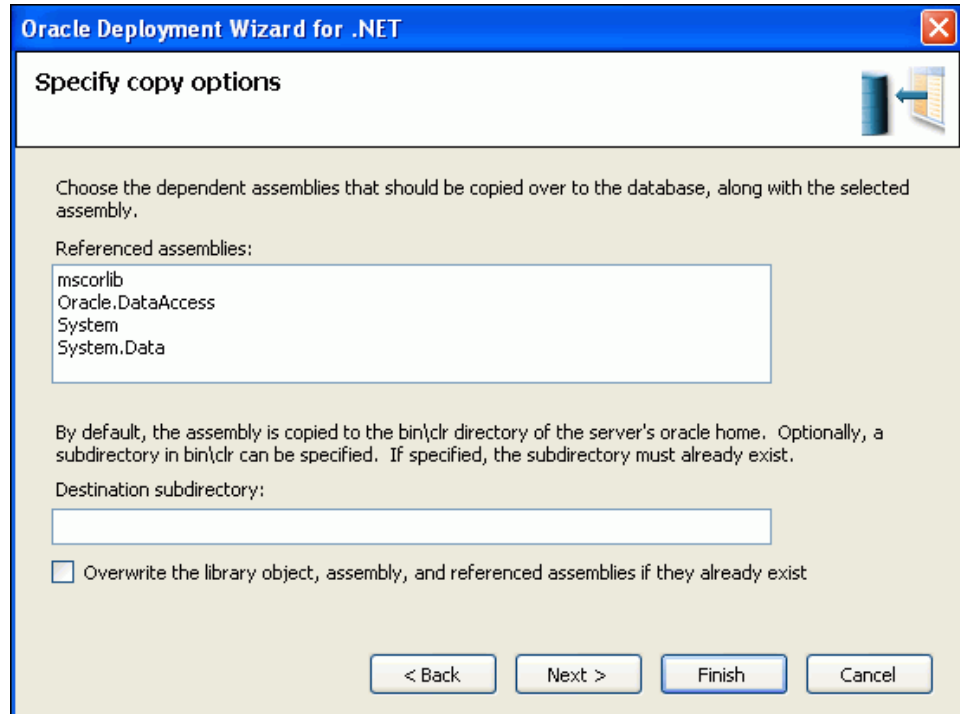 Oracle Deployment Wizard for .NET
Specify copy options
Choose the dependent assemblies that should be copied over to the database, along with the selected
assembly.
Referenced assemblies:
mscorlib
Oracle.DataAccess
System
System.Data
By default, the assembly is copied to the bin\clr directory of the server's oracle home.  Optionally, a
subdirectory in bin\clr can be specified.  If specified, the subdirectory must already exist.
Destination subdirectory:
Overwrite the library object, assembly, and referenced assemblies if they already exist
< Back
Next >
Finish
Cancel